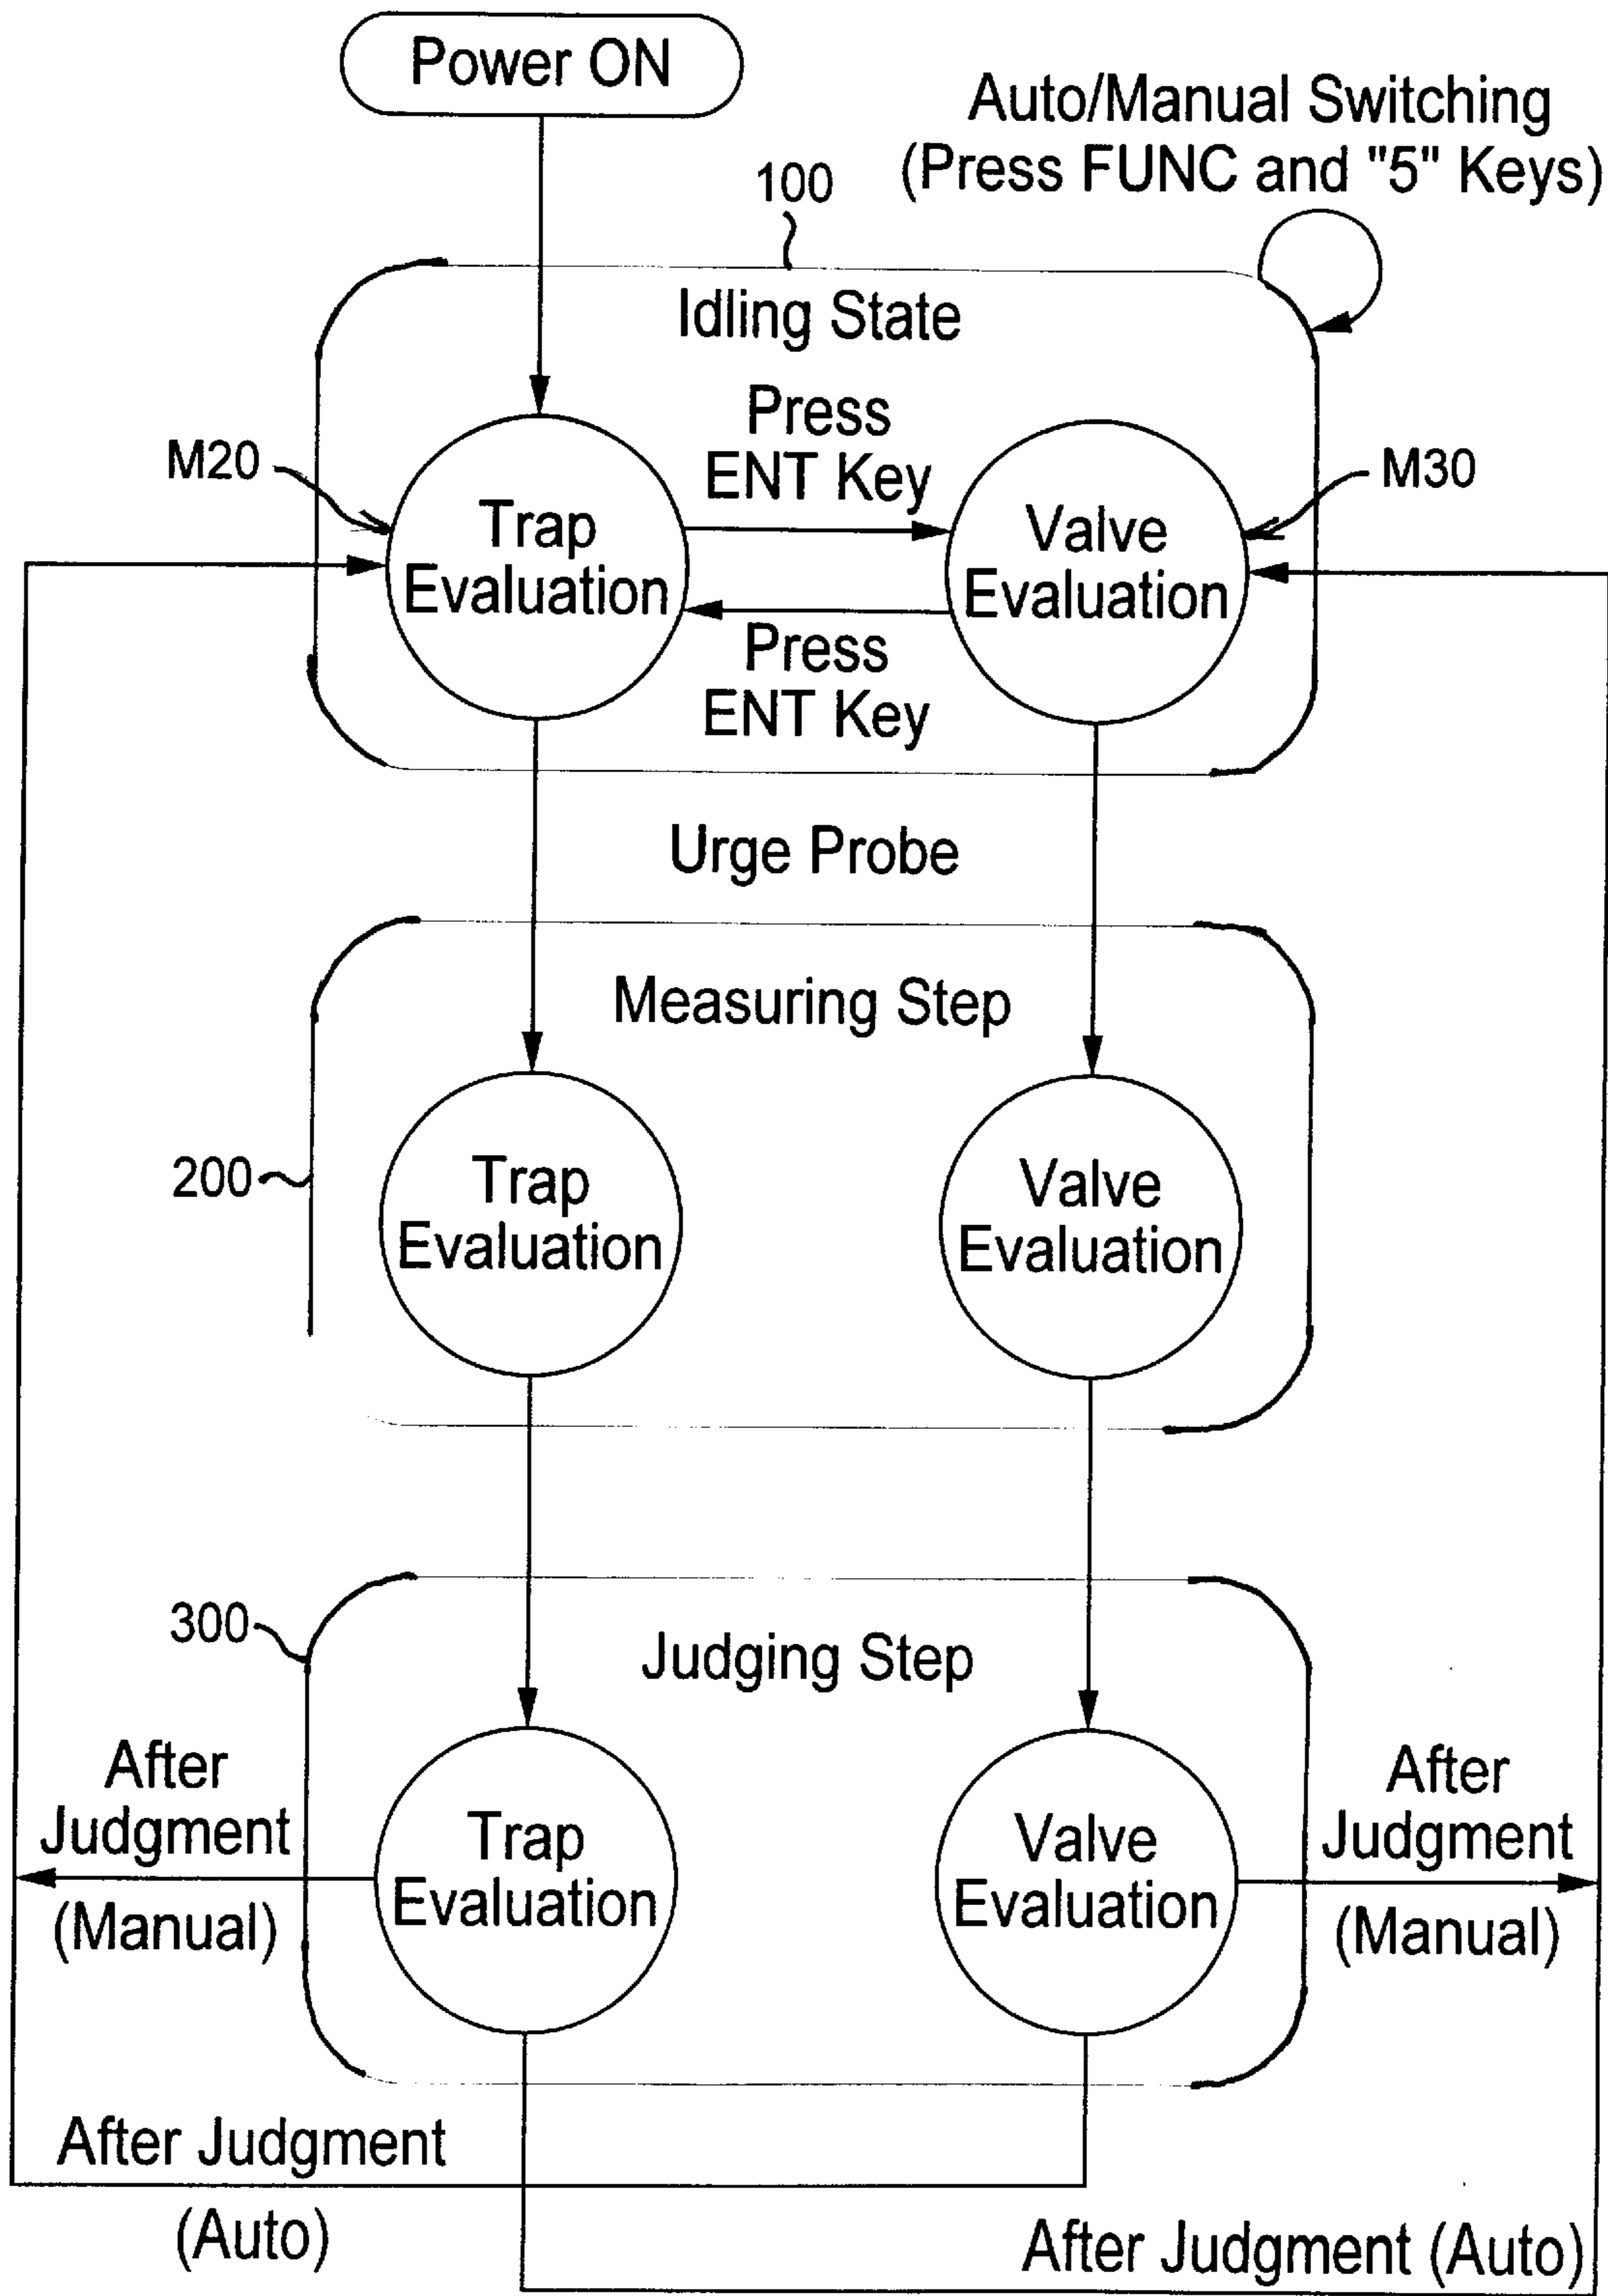 Power ON
Auto/Manual Switching
(Press FUNC and "5" Keys)
100
Idling State
Press
ENT Key
M20
M30
Trap
Evaluation
Valve
Evaluation
Press
ENT Key
Urge Probe
Measuring Step
200
Trap
Evaluation
Valve
Evaluation
300
Judging Step
After
Judgment
(Manual)
Trap
Evaluation
Valve
Evaluation
After
Judgment
(Manual)
After Judgment
(Auto)
After Judgment (Auto)